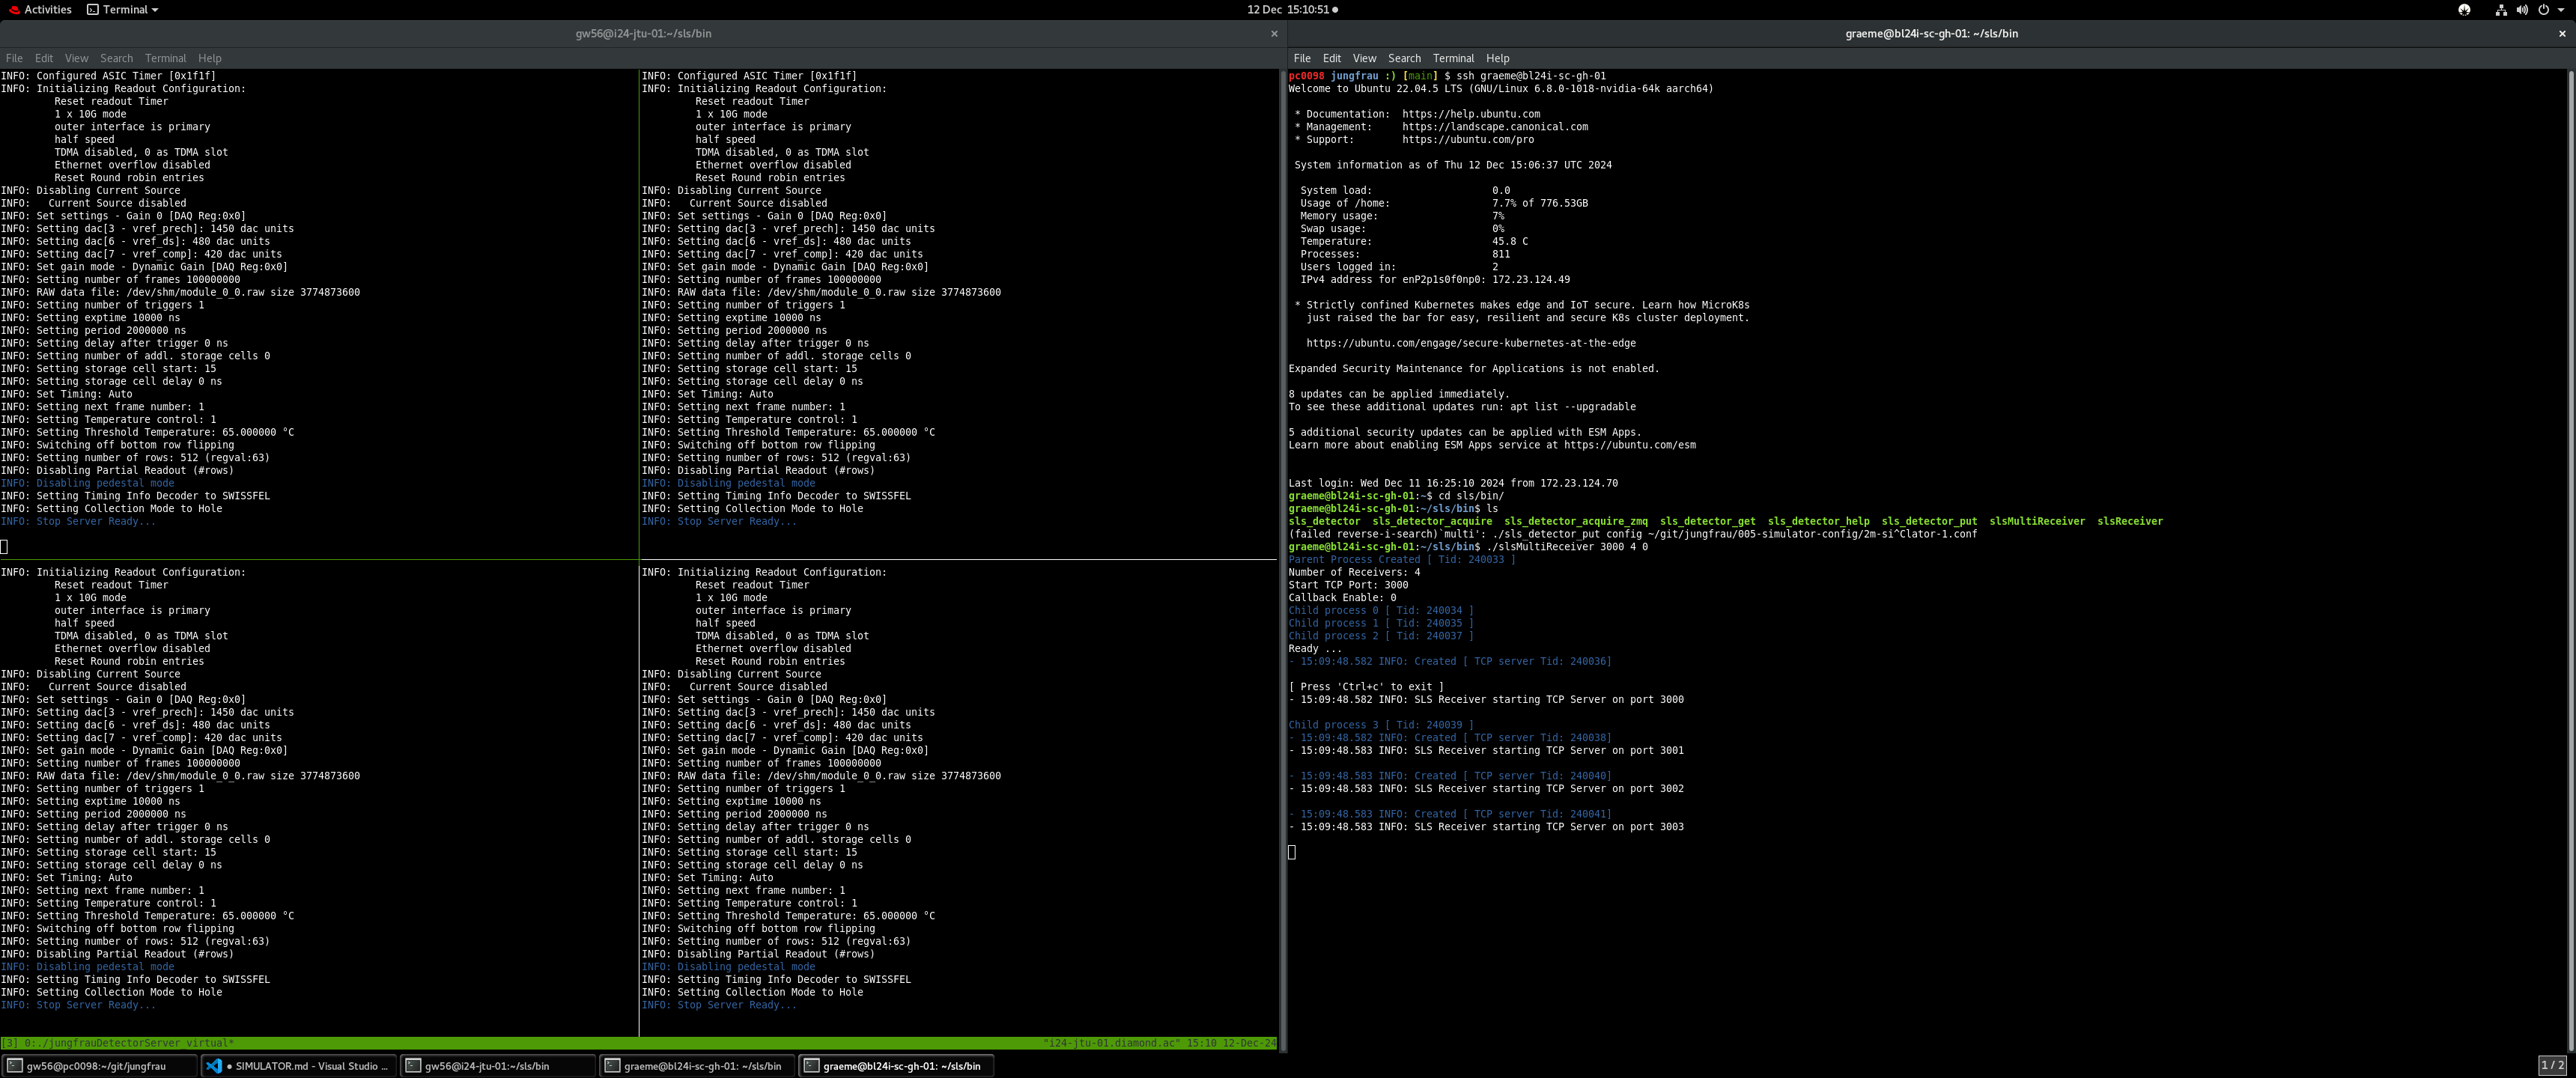 Activities Terminal
12 Dec 15:10:51
gw56@i24-jtu-01:~/sls/bin
File Edit View Search Terminal Help
INFO: Configured ASIC Timer [0x1f1f]
INFO: Initializing Readout Configuration:
Reset readout Timer
1 x 10G mode
outer interface is primary
half speed
TDMA disabled, 0 as TDMA slot
Ethernet overflow disabled
Reset Round robin entries
INFO: Disabling Current Source
INFO:   Current Source disabled
INFO: Set settings - Gain 0 [DAQ Reg:0x0]
INFO: Setting dac[3 - vref_prech]: 1450 dac units
INFO: Setting dac[6 - vref_ds]: 480 dac units
INFO: Setting dac[7 - vref_comp]: 420 dac units
INFO: Set gain mode - Dynamic Gain [DAQ Reg:0x0]
INFO: Setting number of frames 100000000
INFO: RAW data file: /dev/shm/module_0_0.raw size 3774873600
INFO: Setting number of triggers 1
INFO: Setting exptime 10000 ns
INFO: Setting period 2000000 ns
INFO: Setting delay after trigger 0 ns
INFO: Setting number of addl. storage cells 0
INFO: Setting storage cell start: 15
INFO: Setting storage cell delay 0 ns
INFO: Set Timing: Auto
INFO: Setting next frame number: 1
INFO: Setting Temperature control: 1
INFO: Setting Threshold Temperature: 65.000000 °C
INFO: Switching off bottom row flipping
INFO: Setting number of rows: 512 (regval:63)
INFO: Disabling Partial Readout (#rows)
INFO: Disabling pedestal mode
INFO: Setting Timing Info Decoder to SWISSFEL
INFO: Setting Collection Mode to Hole
INFO: Stop Server Ready...
INFO: Configured ASIC Timer [0x1f1f]
INFO: Initializing Readout Configuration:
Reset readout Timer
1 x 10G mode
outer interface is primary
half speed
TDMA disabled, 0 as TDMA slot
Ethernet overflow disabled
Reset Round robin entries
INFO: Disabling Current Source
INFO:   Current Source disabled
INFO: Set settings - Gain 0 [DAQ Reg:0x0]
INFO: Setting dac[3 - vref_prech]: 1450 dac units
INFO: Setting dac[6 - vref_ds]: 480 dac units
INFO: Setting dac[7 - vref_comp]: 420 dac units
INFO: Set gain mode - Dynamic Gain [DAQ Reg:0x0]
INFO: Setting number of frames 100000000
INFO: RAW data file: /dev/shm/module_0_0.raw size 3774873600
INFO: Setting number of triggers 1
INFO: Setting exptime 10000 ns
INFO: Setting period 2000000 ns
INFO: Setting delay after trigger 0 ns
INFO: Setting number of addl. storage cells 0
INFO: Setting storage cell start: 15
INFO: Setting storage cell delay 0 ns
INFO: Set Timing: Auto
INFO: Setting next frame number: 1
INFO: Setting Temperature control: 1
INFO: Setting Threshold Temperature: 65.000000 °C
INFO: Switching off bottom row flipping
INFO: Setting number of rows: 512 (regval:63)
INFO: Disabling Partial Readout (#rows)
INFO: Disabling pedestal mode
INFO: Setting Timing Info Decoder to SWISSFEL
INFO: Setting Collection Mode to Hole
INFO: Stop Server Ready...
INFO: Initializing Readout Configuration:
Reset readout Timer
1 x 10G mode
outer interface is primary
half speed
TDMA disabled, 0 as TDMA slot
Ethernet overflow disabled
Reset Round robin entries
INFO: Disabling Current Source
INFO:   Current Source disabled
INFO: Set settings - Gain 0 [DAQ Reg:0x0]
INFO: Setting dac[3 - vref_prech]: 1450 dac units
INFO: Setting dac[6 - vref_ds]: 480 dac units
INFO: Setting dac[7 - vref_comp]: 420 dac units
INFO: Set gain mode - Dynamic Gain [DAQ Reg:0x0]
INFO: Setting number of frames 100000000
INFO: RAW data file: /dev/shm/module_0_0.raw size 3774873600
INFO: Setting number of triggers 1
INFO: Setting exptime 10000 ns
INFO: Setting period 2000000 ns
INFO: Setting delay after trigger 0 ns
INFO: Setting number of addl. storage cells 0
INFO: Setting storage cell start: 15
INFO: Setting storage cell delay 0 ns
INFO: Set Timing: Auto
INFO: Setting next frame number: 1
INFO: Setting Temperature control: 1
INFO: Setting Threshold Temperature: 65.000000 °C
INFO: Switching off bottom row flipping
INFO: Setting number of rows: 512 (regval:63)
INFO: Disabling Partial Readout (#rows)
INFO: Disabling pedestal mode
INFO: Setting Timing Info Decoder to SWISSFEL
INFO: Setting Collection Mode to Hole
INFO: Stop Server Ready...
INFO: Initializing Readout Configuration:
Reset readout Timer
1 x 10G mode
outer interface is primary
half speed
TDMA disabled, 0 as TDMA slot
Ethernet overflow disabled
Reset Round robin entries
INFO: Disabling Current Source
INFO:   Current Source disabled
INFO: Set settings - Gain 0 [DAQ Reg:0x0]
INFO: Setting dac[3 - vref_prech]: 1450 dac units
INFO: Setting dac[6 - vref_ds]: 480 dac units
INFO: Setting dac[7 - vref_comp]: 420 dac units
INFO: Set gain mode - Dynamic Gain [DAQ Reg:0x0]
INFO: Setting number of frames 100000000
INFO: RAW data file: /dev/shm/module_0_0.raw size 3774873600
INFO: Setting number of triggers 1
INFO: Setting exptime 10000 ns
INFO: Setting period 2000000 ns
INFO: Setting delay after trigger 0 ns
INFO: Setting number of addl. storage cells 0
INFO: Setting storage cell start: 15
INFO: Setting storage cell delay 0 ns
INFO: Set Timing: Auto
INFO: Setting next frame number: 1
INFO: Setting Temperature control: 1
INFO: Setting Threshold Temperature: 65.000000 °C
INFO: Switching off bottom row flipping
INFO: Setting number of rows: 512 (regval:63)
INFO: Disabling Partial Readout (#rows)
INFO: Disabling pedestal mode
INFO: Setting Timing Info Decoder to SWISSFEL
INFO: Setting Collection Mode to Hole
INFO: Stop Server Ready...
[3] 0:./jungfrauDetectorServer_virtual* "i24-jtu-01.diamond.ac" 15:10 12-Dec-24
graeme@bl24i-sc-gh-01: ~/sls/bin
File Edit View Search Terminal Help
pc0098 jungfrau :) [main] $ ssh graeme@bl24i-sc-gh-01
Welcome to Ubuntu 22.04.5 LTS (GNU/Linux 6.8.0-1018-nvidia-64k aarch64)
* Documentation:  https://help.ubuntu.com
* Management:     https://landscape.canonical.com
* Support:        https://ubuntu.com/pro
System information as of Thu 12 Dec 15:06:37 UTC 2024
System load: 0.0
Usage of /home: 7.7% of 776.53GB
Memory usage: 7%
Swap usage: 0%
Temperature: 45.8 C
Processes: 811
Users logged in: 2
IPv4 address for enP2p1s0f0np0: 172.23.124.49
* Strictly confined Kubernetes makes edge and IoT secure. Learn how MicroK8s
just raised the bar for easy, resilient and secure K8s cluster deployment.
https://ubuntu.com/engage/secure-kubernetes-at-the-edge
Expanded Security Maintenance for Applications is not enabled.
8 updates can be applied immediately.
To see these additional updates run: apt list --upgradable
5 additional security updates can be applied with ESM Apps.
Learn more about enabling ESM Apps service at https://ubuntu.com/esm
Last login: Wed Dec 11 16:25:10 2024 from 172.23.124.70
graeme@bl24i-sc-gh-01:~$ cd sls/bin/
graeme@bl24i-sc-gh-01:~/sls/bin$ ls
sls_detector  sls_detector_acquire  sls_detector_acquire_zmq  sls_detector_get  sls_detector_help  sls_detector_put  slsMultiReceiver  slsReceiver
(failed reverse-i-search)`multi': ./sls_detector_put config ~/git/jungfrau/005-simulator-config/2m-si^Clator-1.conf
graeme@bl24i-sc-gh-01:~/sls/bin$ ./slsMultiReceiver 3000 4 0
Parent Process Created [ Tid: 240033 ]
Number of Receivers: 4
Start TCP Port: 3000
Callback Enable: 0
Child process 0 [ Tid: 240034 ]
Child process 1 [ Tid: 240035 ]
Child process 2 [ Tid: 240037 ]
Ready ...
- 15:09:48.582 INFO: Created [ TCP server Tid: 240036]
[ Press 'Ctrl+c' to exit ]
- 15:09:48.582 INFO: SLS Receiver starting TCP Server on port 3000
Child process 3 [ Tid: 240039 ]
- 15:09:48.582 INFO: Created [ TCP server Tid: 240038]
- 15:09:48.583 INFO: SLS Receiver starting TCP Server on port 3001
- 15:09:48.583 INFO: Created [ TCP server Tid: 240040]
- 15:09:48.583 INFO: SLS Receiver starting TCP Server on port 3002
- 15:09:48.583 INFO: Created [ TCP server Tid: 240041]
- 15:09:48.583 INFO: SLS Receiver starting TCP Server on port 3003
gw56@pc0098:~/git/jungfrau
● SIMULATOR.md - Visual Studio ...
gw56@i24-jtu-01:~/sls/bin
graeme@bl24i-sc-gh-01: ~/sls/bin
graeme@bl24i-sc-gh-01: ~/sls/bin
1 / 2